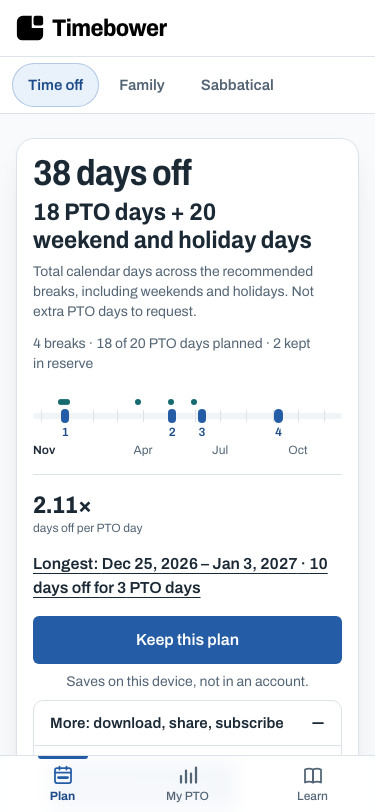 Timebower
Time off
Family
Sabbatical
38 days off
18 PTO days + 20
weekend and holiday days
Total calendar days across the recommended
breaks, including weekends and holidays. Not
extra PTO days to request.
4 breaks · 18 of 20 PTO days planned · 2 kept
in reserve
1
2
3
4
Nov
Apr
Jul
Oct
2.11×
days off per PTO day
Longest: Dec 25, 2026 – Jan 3, 2027 · 10
days off for 3 PTO days
Keep this plan
Saves on this device, not in an account.
More: download, share, subscribe
Plan
My PTO
Learn